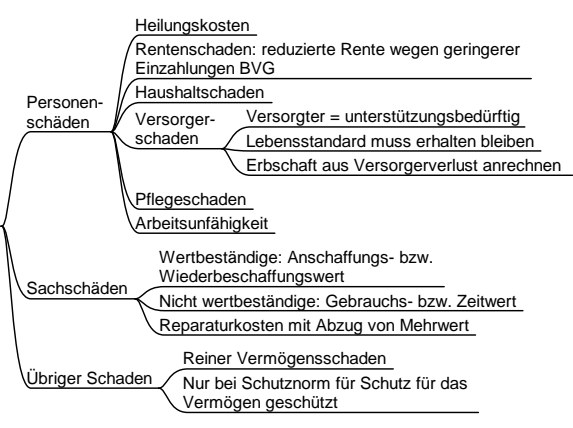 Heilungskosten
Rentenschaden: reduzierte Rente wegen geringerer
Einzahlungen BVG
Haushaltschaden
Personen-
schäden
Versorger-
schaden
Versorgter = unterstützungsbedürftig
Lebensstandard muss erhalten bleiben
Erbschaft aus Versorgerverlust anrechnen
Pflegeschaden
Arbeitsunfähigkeit
Sachschäden
Wertbeständige: Anschaffungs- bzw.
Wiederbeschaffungswert
Nicht wertbeständige: Gebrauchs- bzw. Zeitwert
Reparaturkosten mit Abzug von Mehrwert
Übriger Schaden
Reiner Vermögensschaden
Nur bei Schutznorm für Schutz für das
Vermögen geschützt